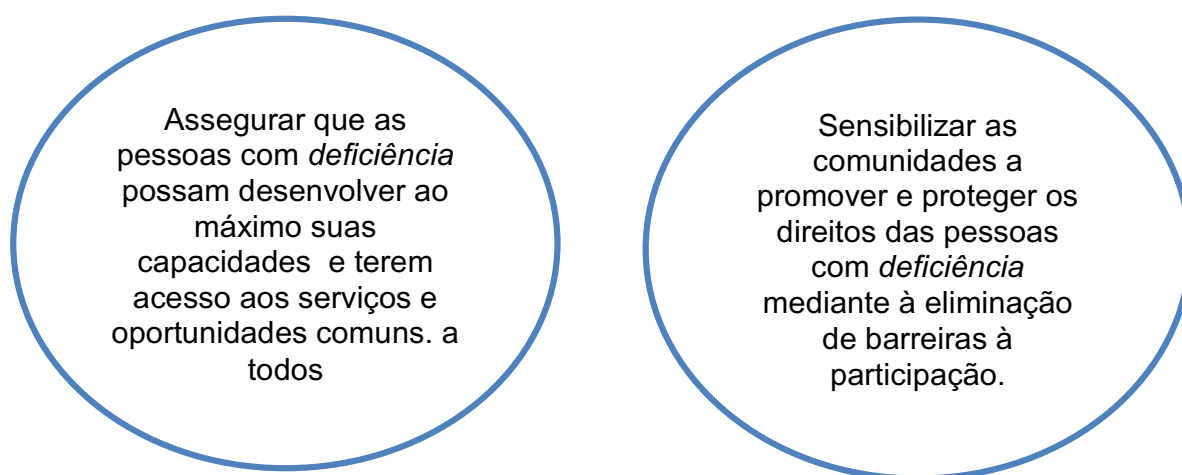 Assegurar que as
pessoas com deficiência
possam desenvolver ao
máximo suas
capacidades e terem
acesso aos serviços e
oportunidades comuns. a
todos
Sensibilizar as
comunidades a
promover e proteger os
direitos das pessoas
com deficiência
mediante à eliminação
de barreiras à
participação.